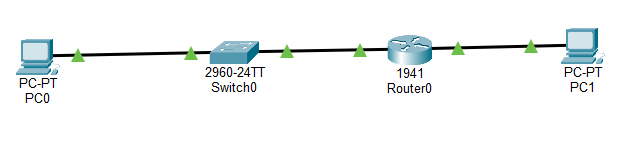 PC-PT
PC0
2960-24TT
Switch0
1941
Router0
PC-PT
PC1